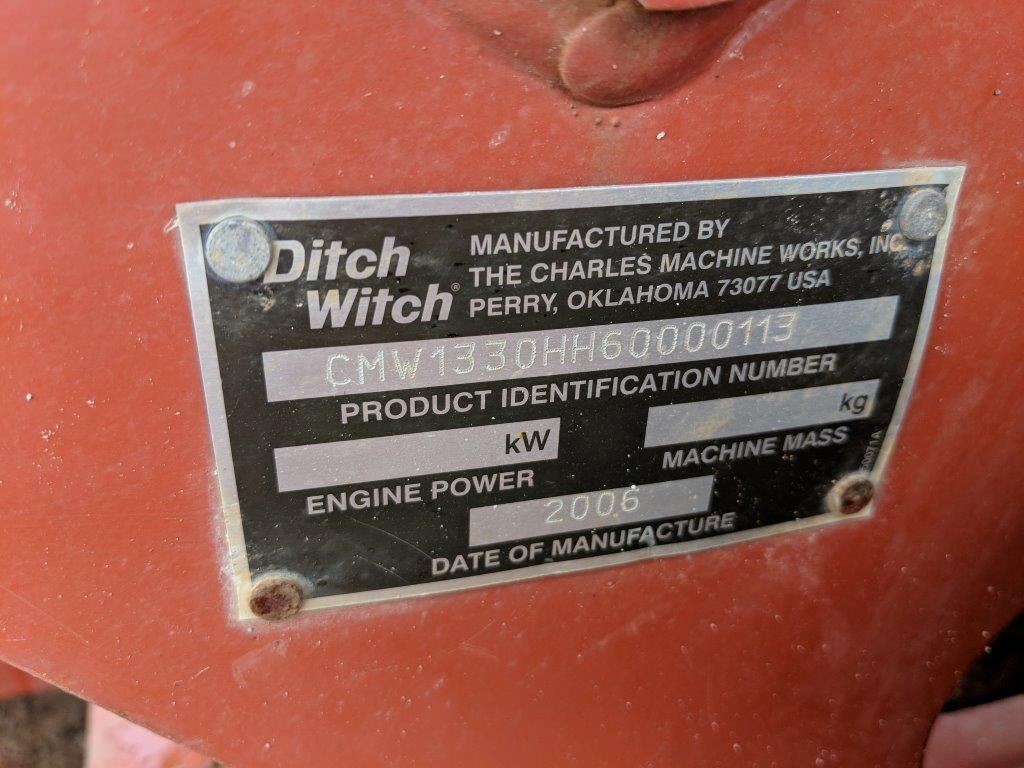 Ditch
Witch®
MANUFACTURED BY
THE CHARLES MACHINE WORKS, INC.
PERRY, OKLAHOMA 73077 USA
CMW1330HH60000113
PRODUCT IDENTIFICATION NUMBER
kW
ENGINE POWER
kg
MACHINE MASS
2006
DATE OF MANUFACTURE